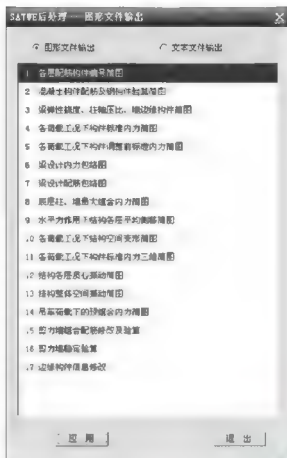 SATWE后处理——图形文件输出
图形文件输出 文本文件输出
1 各层配筋构件编号简图
2 混凝土构件配筋及钢构件验算简图
3 梁弹性挠度、柱轴压比、墙边缘构件简图
4 各荷载工况下构件标准内力简图
5 各荷载工况下构件调整前标准内力简图
6 梁设计内力包络图
7 梁设计配筋包络图
8 底层柱、墙最大组合内力简图
9 水平力作用下结构各层平均侧移简图
10 各荷载工况下结构空间变形简图
11 各荷载工况下构件标准内力三维简图
12 结构各层质心振动简图
13 结构整体空间振动简图
14 吊车荷载下的预组合内力简图
15 剪力墙组合配筋修改及验算
16 剪力墙稳定验算
17 边缘构件信息修改
应用 退出